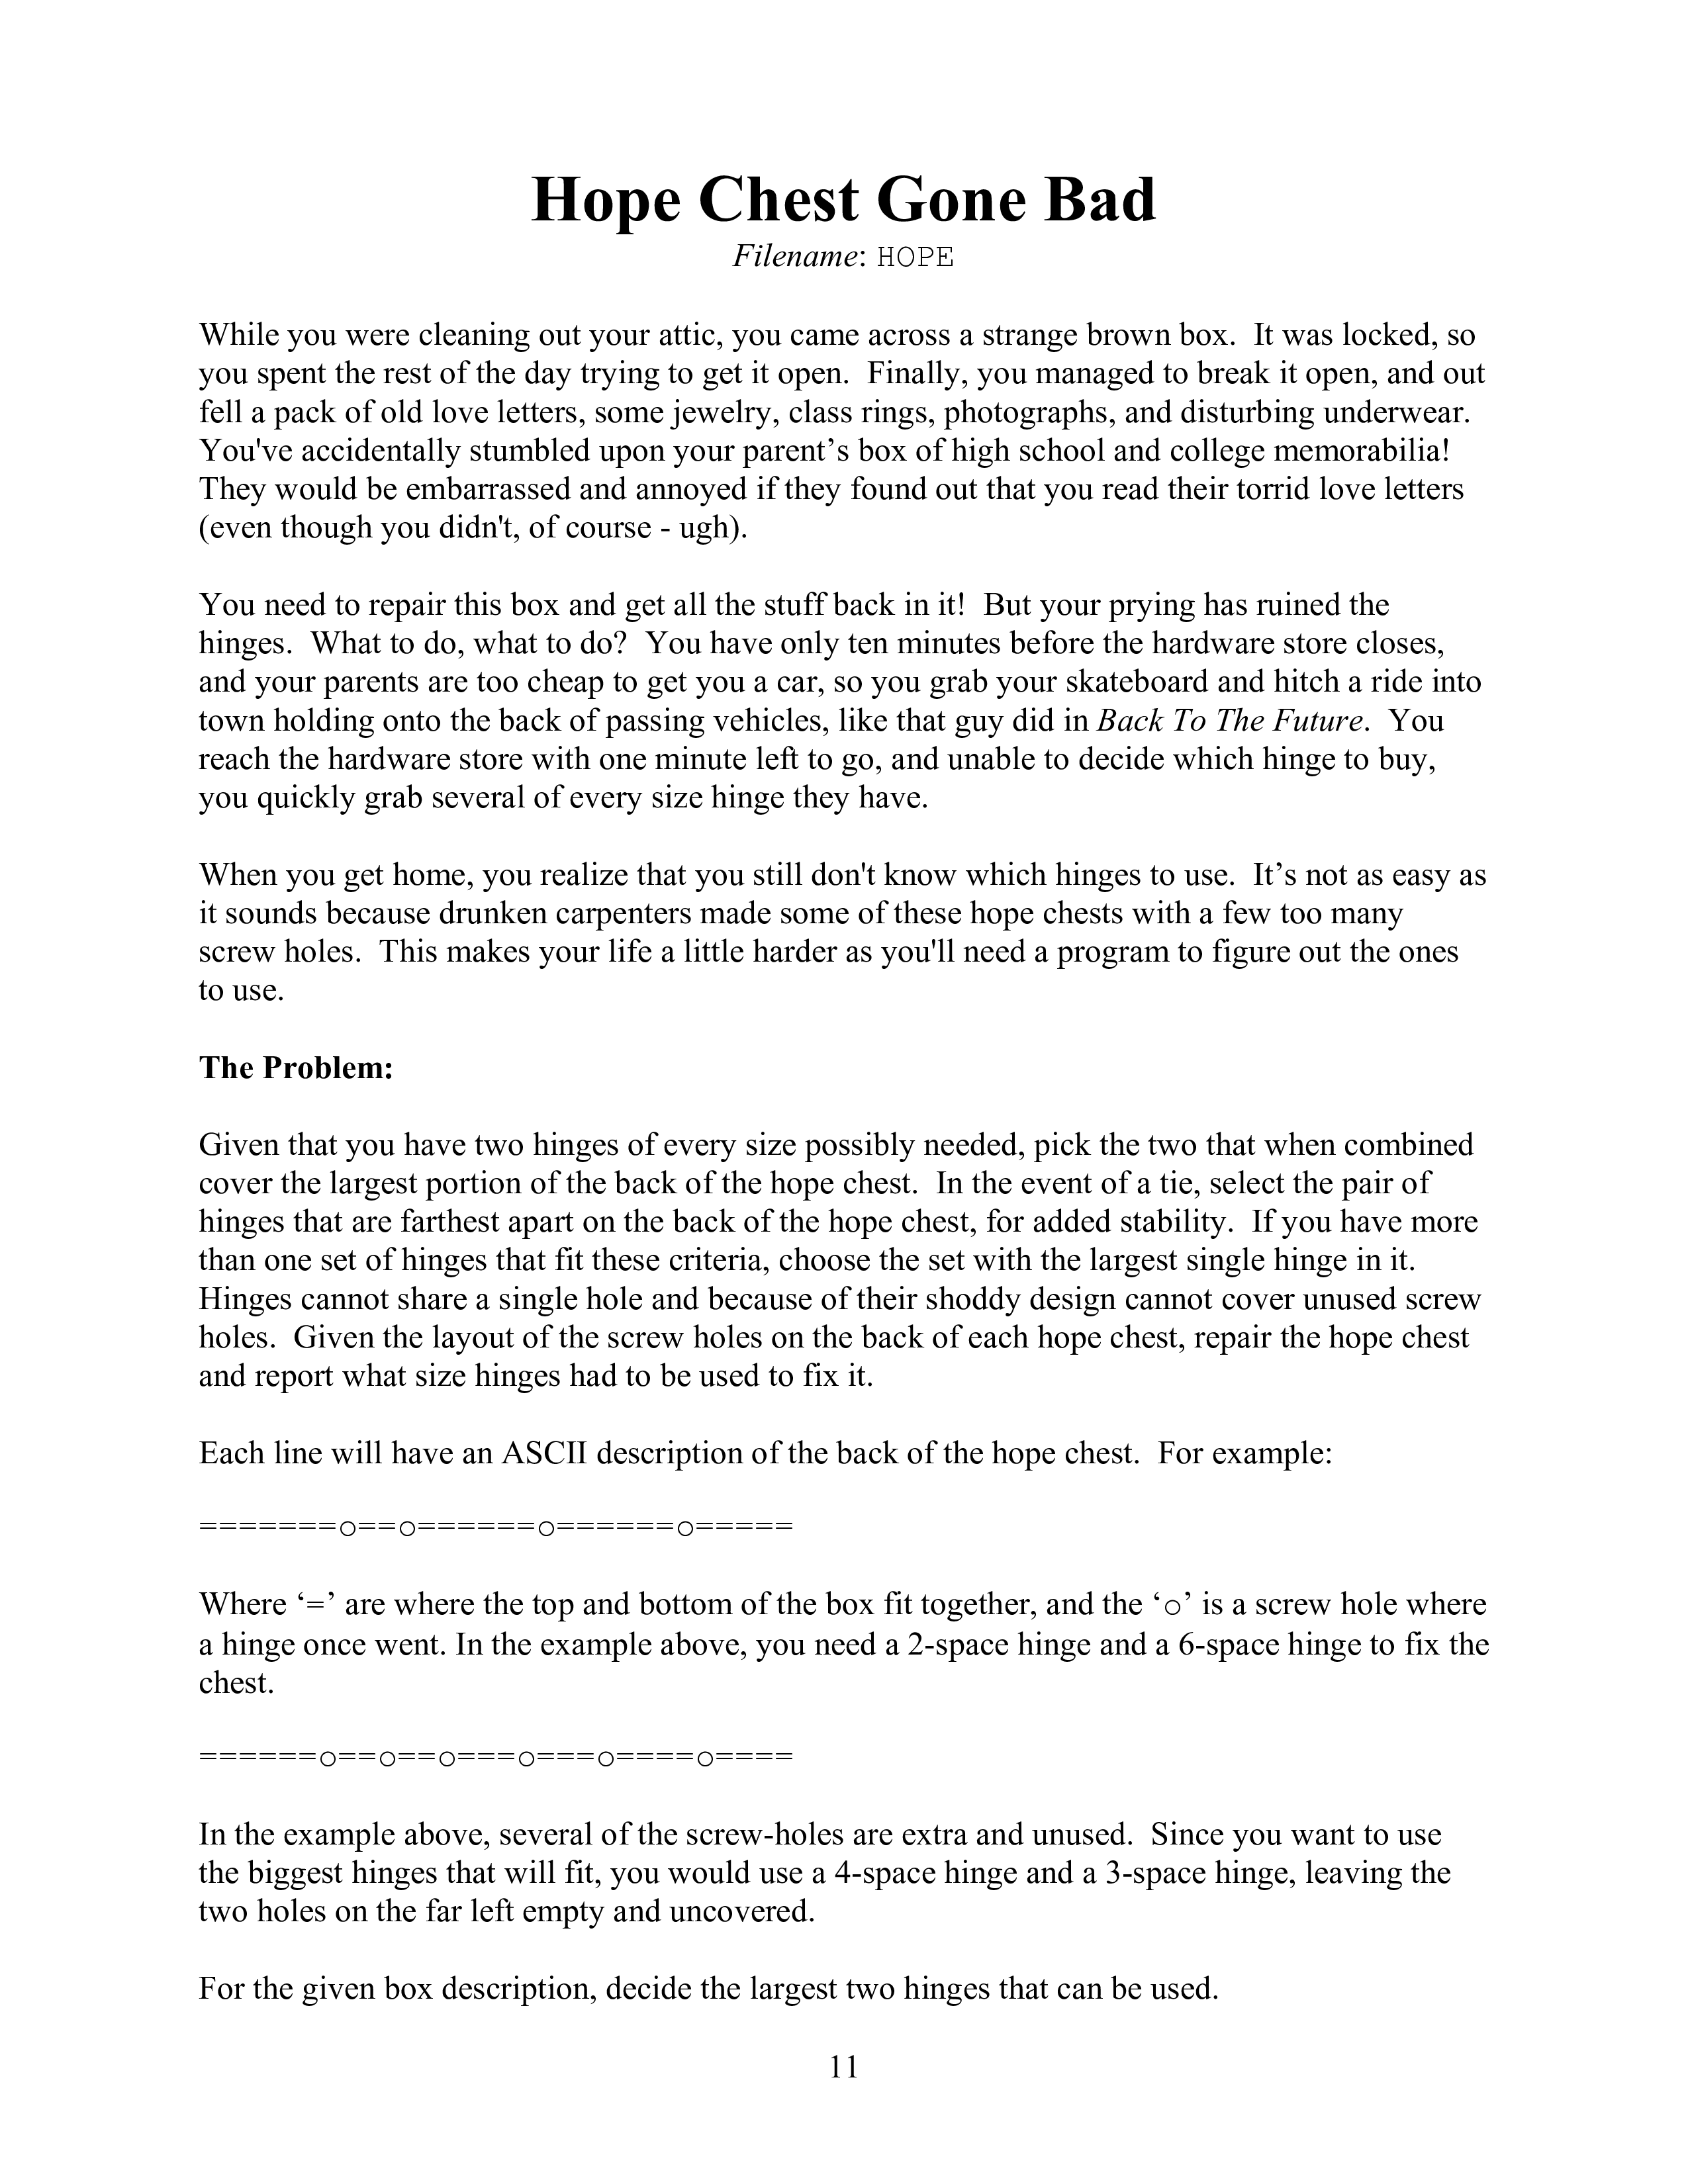 Hope Chest Gone Bad
Filename: HOPE
While you were cleaning out your attic, you came across a strange brown box.  It was locked, so
you spent the rest of the day trying to get it open.  Finally, you managed to break it open, and out
fell a pack of old love letters, some jewelry, class rings, photographs, and disturbing underwear.
You've accidentally stumbled upon your parent’s box of high school and college memorabilia!
They would be embarrassed and annoyed if they found out that you read their torrid love letters
(even though you didn't, of course - ugh).
You need to repair this box and get all the stuff back in it!  But your prying has ruined the
hinges.  What to do, what to do?  You have only ten minutes before the hardware store closes,
and your parents are too cheap to get you a car, so you grab your skateboard and hitch a ride into
town holding onto the back of passing vehicles, like that guy did in Back To The Future.  You
reach the hardware store with one minute left to go, and unable to decide which hinge to buy,
you quickly grab several of every size hinge they have.
When you get home, you realize that you still don't know which hinges to use.  It’s not as easy as
it sounds because drunken carpenters made some of these hope chests with a few too many
screw holes.  This makes your life a little harder as you'll need a program to figure out the ones
to use.
The Problem:
Given that you have two hinges of every size possibly needed, pick the two that when combined
cover the largest portion of the back of the hope chest.  In the event of a tie, select the pair of
hinges that are farthest apart on the back of the hope chest, for added stability.  If you have more
than one set of hinges that fit these criteria, choose the set with the largest single hinge in it.
Hinges cannot share a single hole and because of their shoddy design cannot cover unused screw
holes.  Given the layout of the screw holes on the back of each hope chest, repair the hope chest
and report what size hinges had to be used to fix it.
Each line will have an ASCII description of the back of the hope chest.  For example:
=======o==o======o======o=====
Where ‘=’ are where the top and bottom of the box fit together, and the ‘o’ is a screw hole where
a hinge once went. In the example above, you need a 2-space hinge and a 6-space hinge to fix the
chest.
======o==o==o===o===o====o====
In the example above, several of the screw-holes are extra and unused.  Since you want to use
the biggest hinges that will fit, you would use a 4-space hinge and a 3-space hinge, leaving the
two holes on the far left empty and uncovered.
For the given box description, decide the largest two hinges that can be used.
11